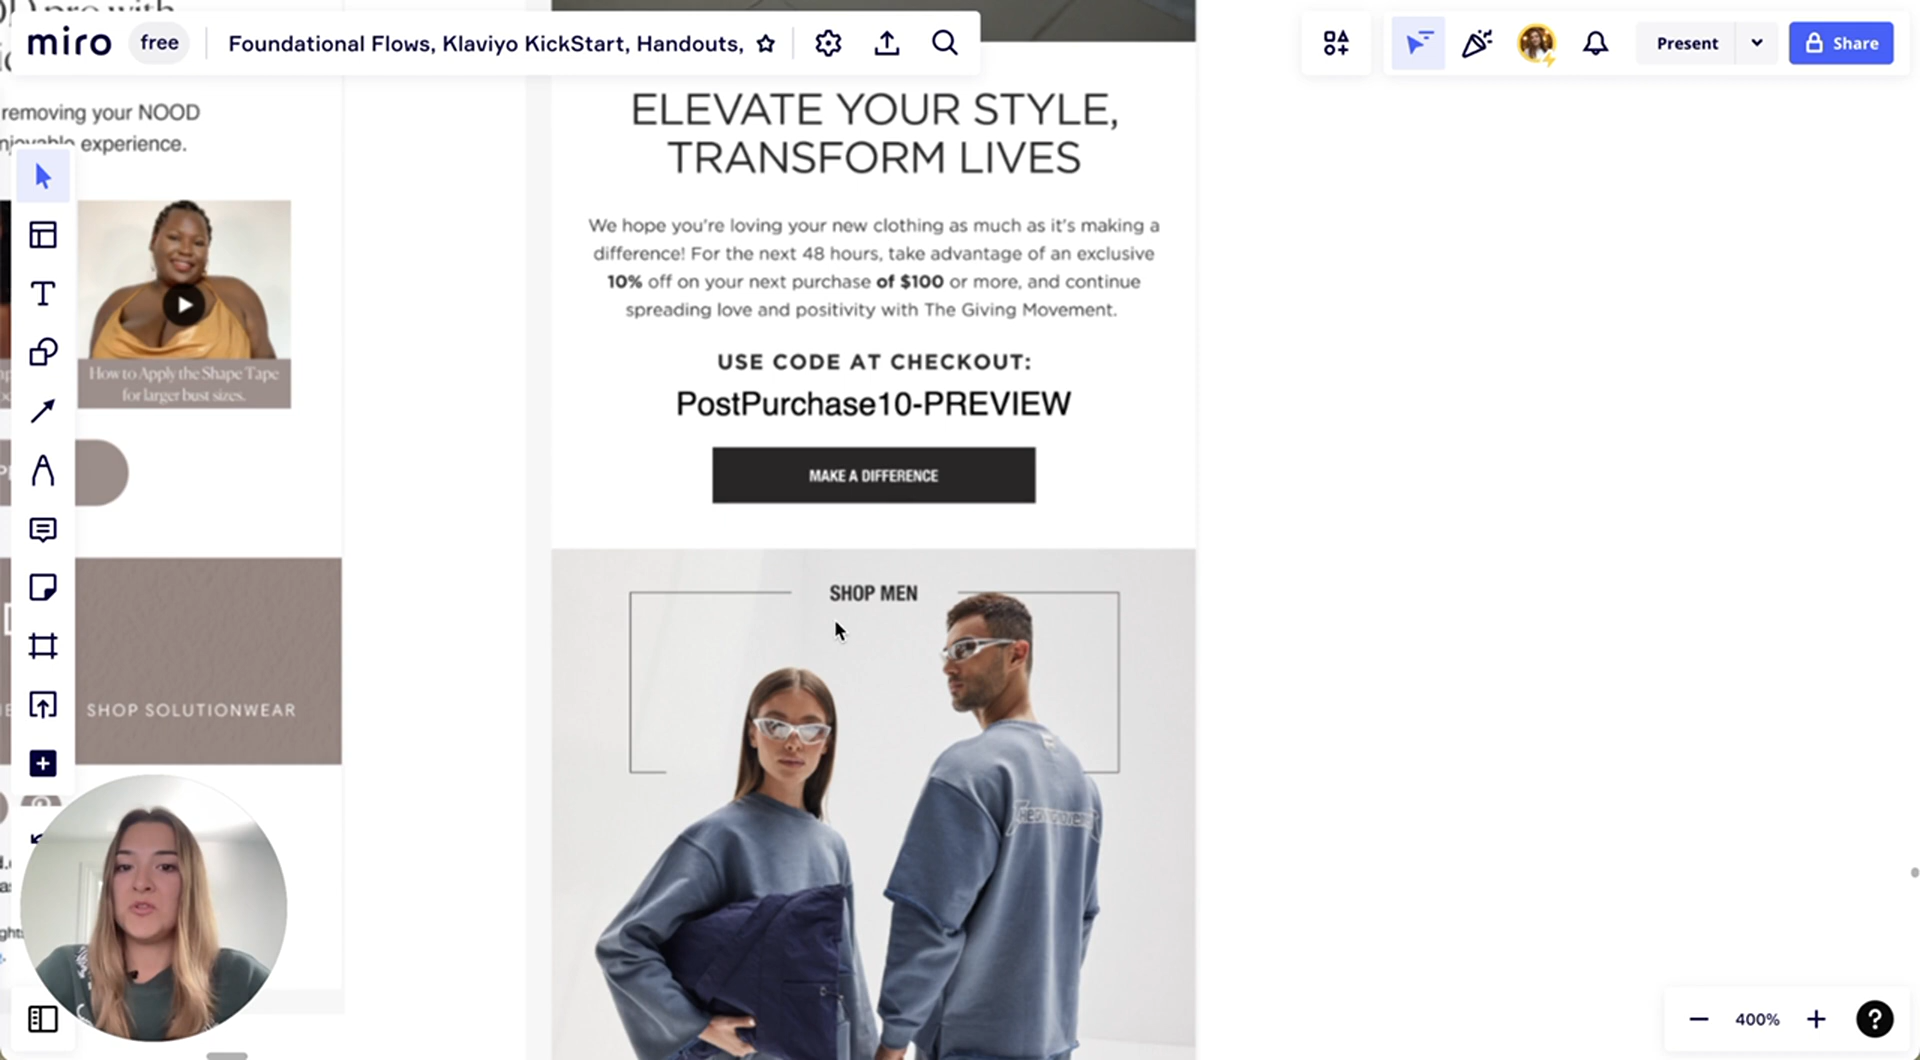 miro
free
Foundational Flows, Klaviyo KickStart, Handouts,
Present
Share
removing your NOOD
experience.
How to Apply the Shape Tape
for larger bust sizes.
SHOP SOLUTIONWEAR
ELEVATE YOUR STYLE,
TRANSFORM LIVES
We hope you're loving your new clothing as much as it's making a
difference! For the next 48 hours, take advantage of an exclusive
10% off on your next purchase of $100 or more, and continue
spreading love and positivity with The Giving Movement.
USE CODE AT CHECKOUT:
PostPurchase10-PREVIEW
MAKE A DIFFERENCE
SHOP MEN
400%